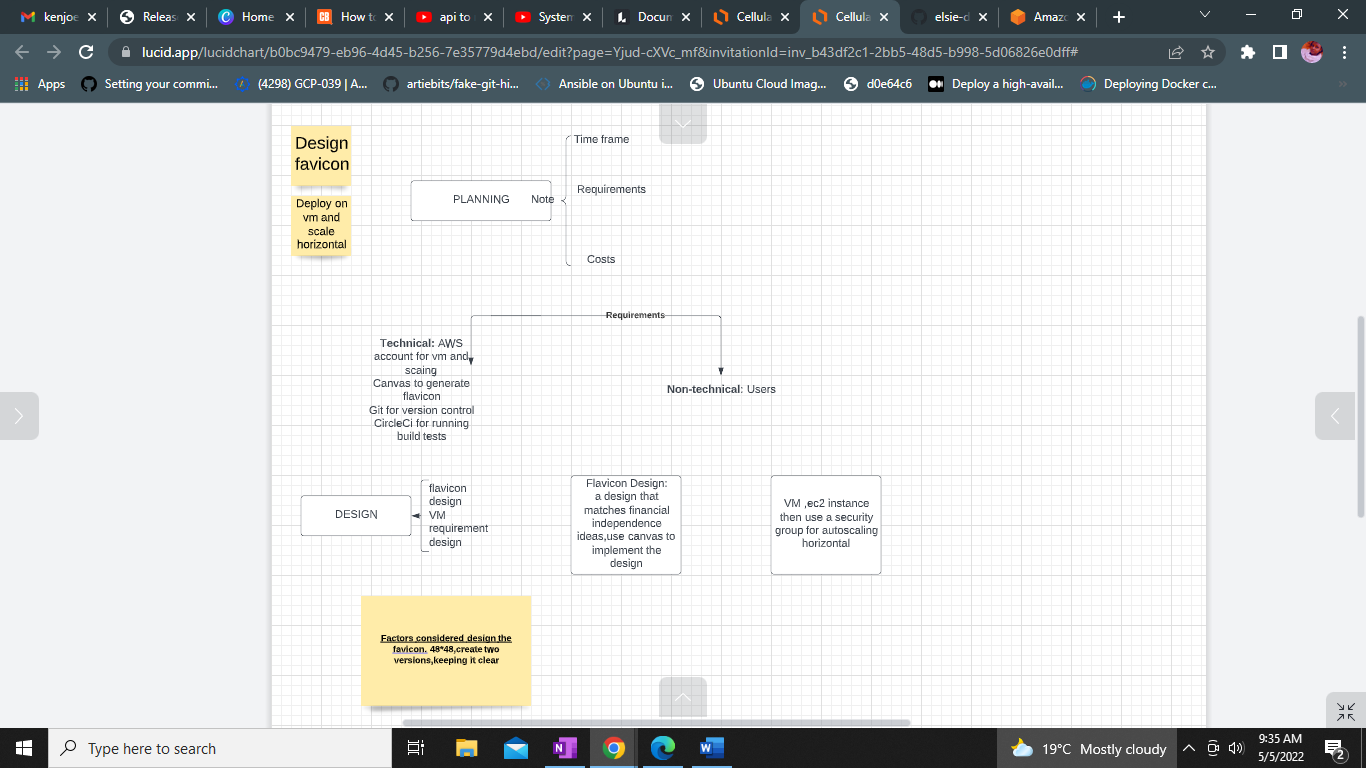 kenjoe
Releas
Home
How to
api to
System
Docum
Cellula
Cellula
elsie-d
Amazo
lucid.app/lucidchart/b0bc9479-eb96-4d45-b256-7e35779d4ebd/edit?page=Yjud-cXVc_mf&invitationId=inv_b43df2c1-2bb5-48d5-b998-5d06826e0dff#
Apps
Setting your commi...
(4298) GCP-039 | A...
artiebits/fake-git-hi...
Ansible on Ubuntu i...
Ubuntu Cloud Imag...
d0e64c6
Deploy a high-avail...
Deploying Docker c...
Design
favicon
Deploy on
vm and
scale
horizontal
PLANNING
Note
Time frame
Requirements
Costs
Requirements
Technical: AWS
account for vm and
scaing
Canvas to generate
flavicon
Git for version control
CircleCi for running
build tests
Non-technical: Users
DESIGN
flavicon
design
VM
requirement
design
Flavicon Design:
a design that
matches financial
independence
ideas,use canvas to
implement the
design
VM ,ec2 instance
then use a security
group for autoscaling
horizontal
Factors considered design the
favicon. 48*48,create two
versions,keeping it clear
Type here to search
19°C Mostly cloudy
9:35 AM
5/5/2022
2